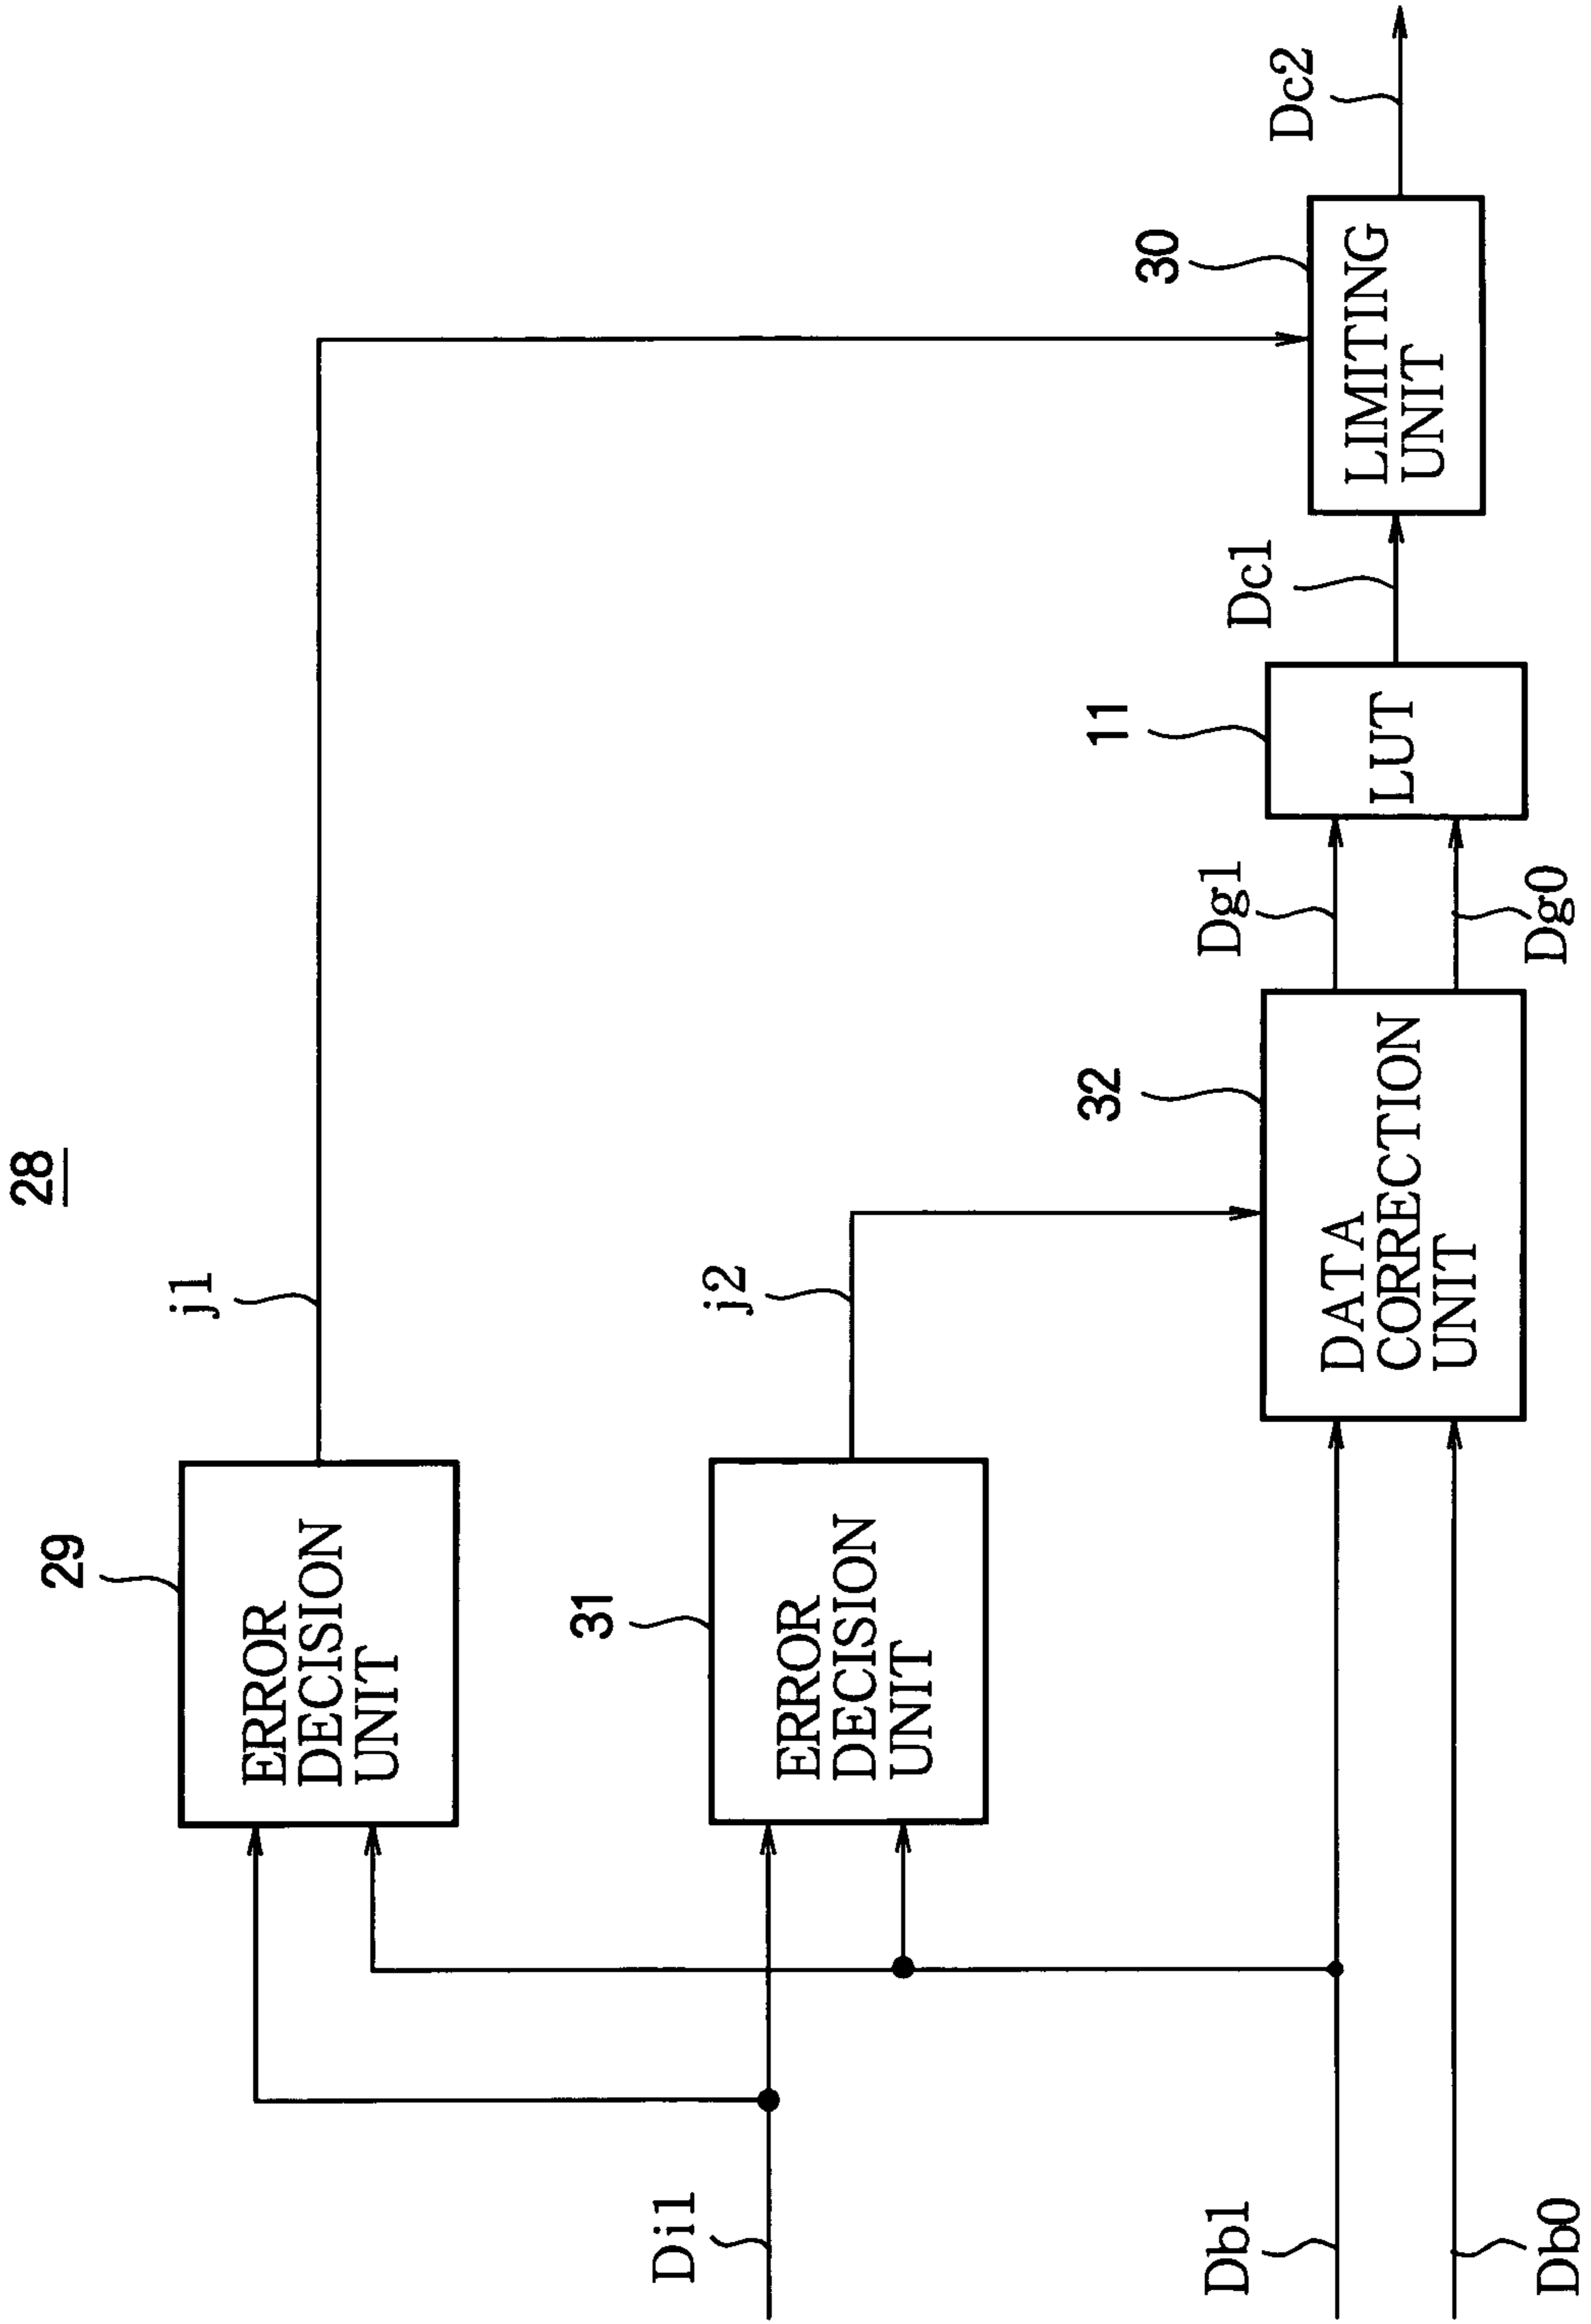 28
29
ERROR
DECISION
UNIT
j1
31
ERROR
DECISION
UNIT
j2
Di1
32
DATA
CORRECTION
UNIT
Db1
Db0
Dg1
Dg0
11
LUT
Dc1
30
LIMITING
UNIT
Dc2